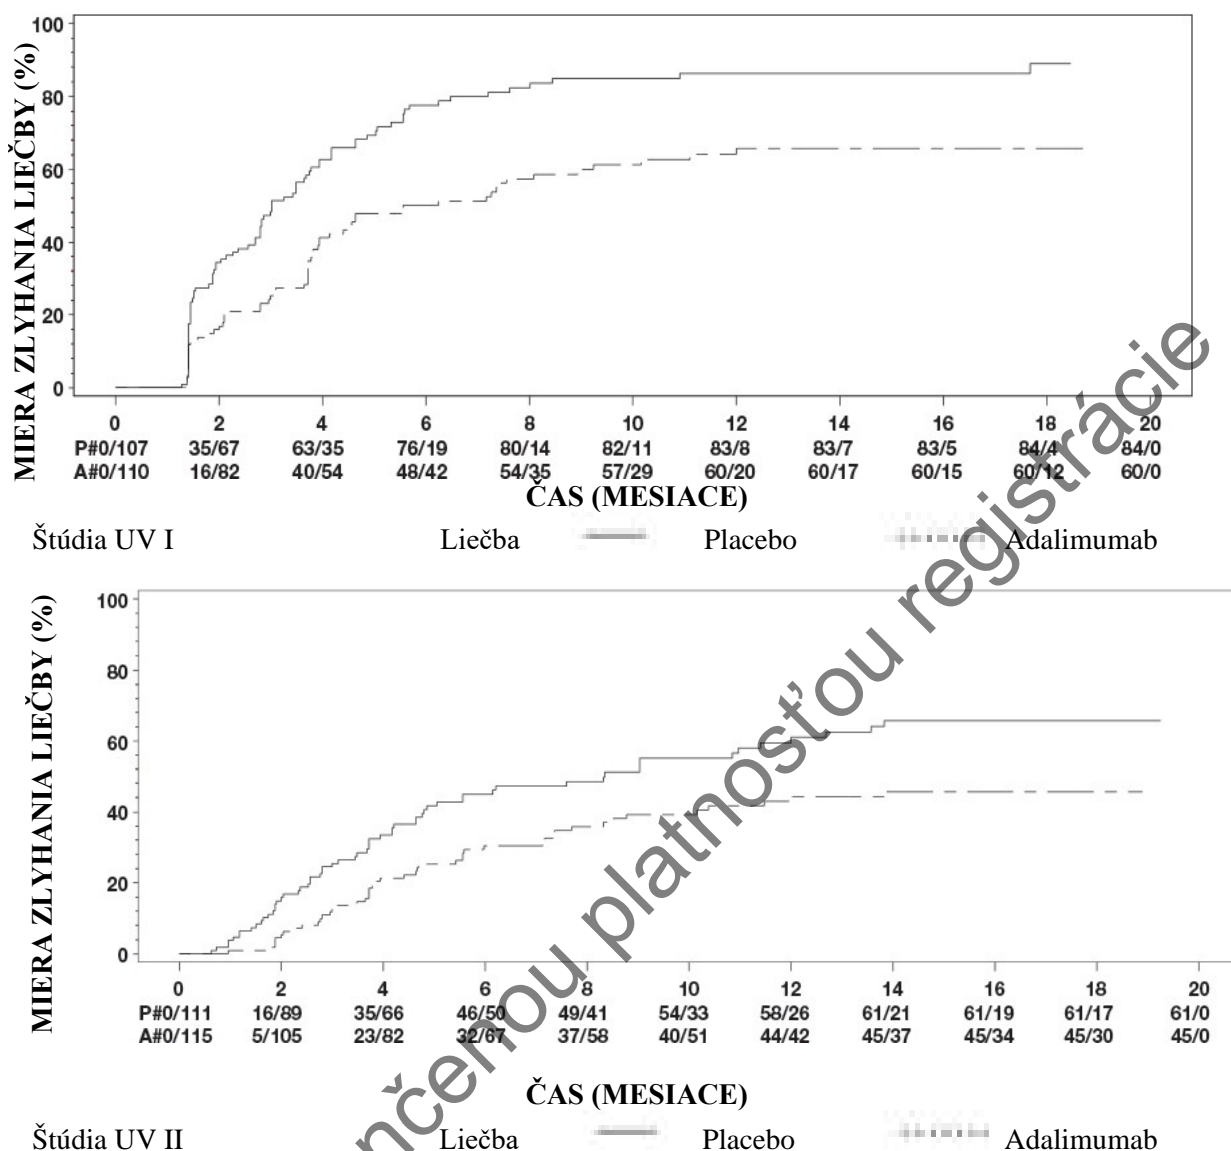 MIERA ZLYHANIA LIEČBY (%)
100
80
60
40
20
0
0 2 4 6 8 10 12 14 16 18 20
P#0/107 35/67 63/35 76/19 80/14 82/11 83/8 83/7 83/5 84/4 84/0
A#0/110 16/82 40/54 48/42 54/35 57/29 60/20 60/17 60/15 60/12 60/0
ČAS (MESIACE)
Štúdia UV I Liečba Placebo Adalimumab
MIERA ZLYHANIA LIEČBY (%)
100
80
60
40
20
0
0 2 4 6 8 10 12 14 16 18 20
P#0/111 16/89 35/66 46/50 49/41 54/33 58/26 61/21 61/19 61/17 61/0
A#0/115 5/105 23/82 32/67 37/58 40/51 44/42 45/37 45/34 45/30 45/0
ČAS (MESIACE)
Štúdia UV II Liečba Placebo Adalimumab
nčenou platnosťou registrácie